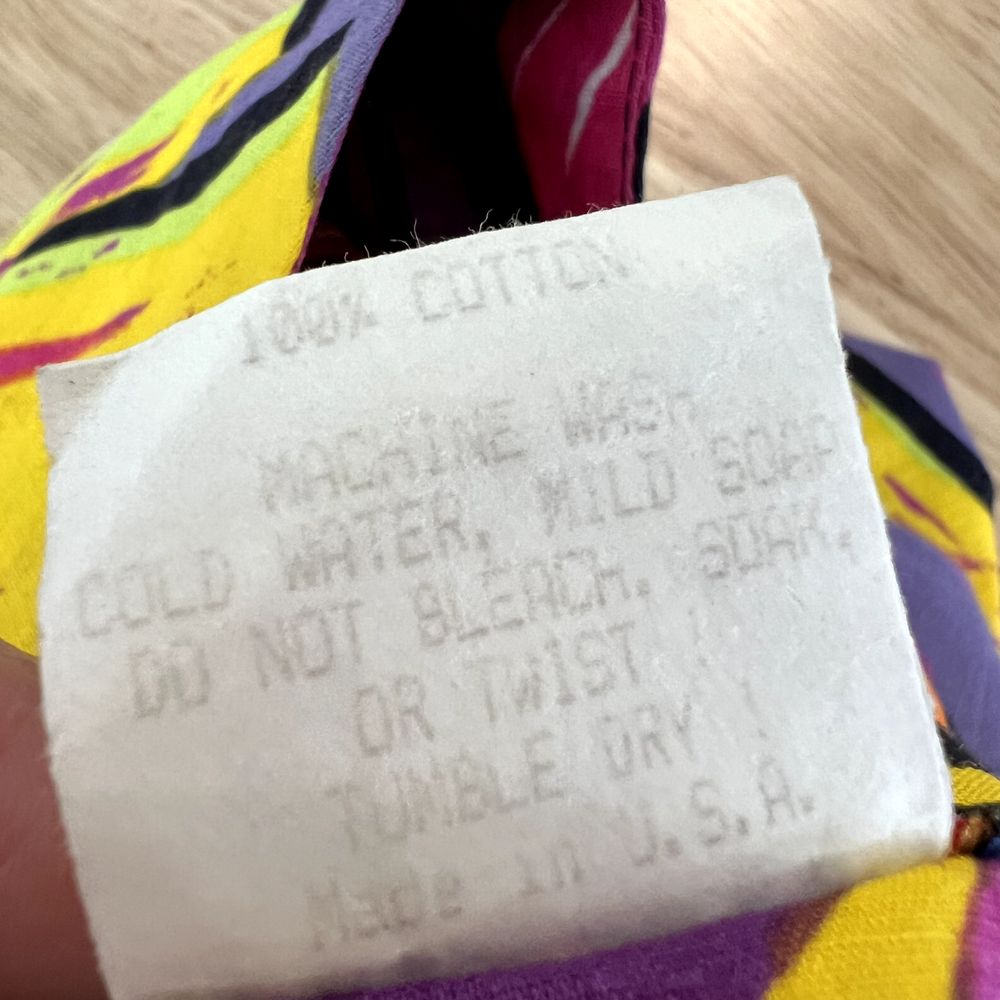 100% COTTON
MACHINE WASH
COLD WATER, MILD SOAP
DO NOT BLEACH, SOAK,
OR TWIST !
TUMBLE DRY !
Made in U.S.A.